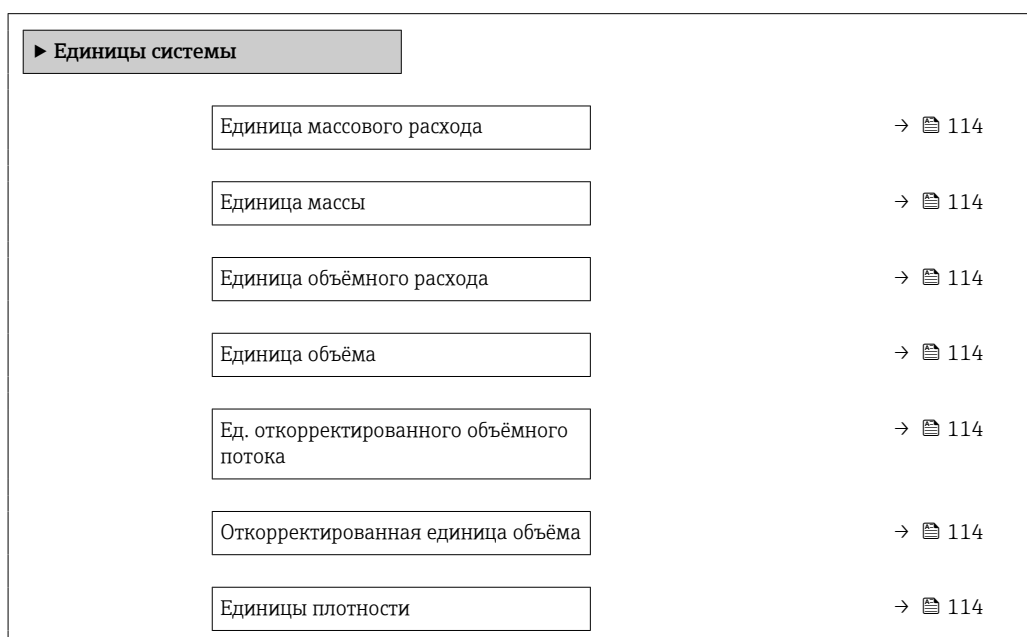 ▶ Единицы системы
Единица массового расхода → 114
Единица массы → 114
Единица объёмного расхода → 114
Единица объёма → 114
Ед. откорректированного объёмного → 114
потока
Откорректированная единица объёма → 114
Единицы плотности → 114